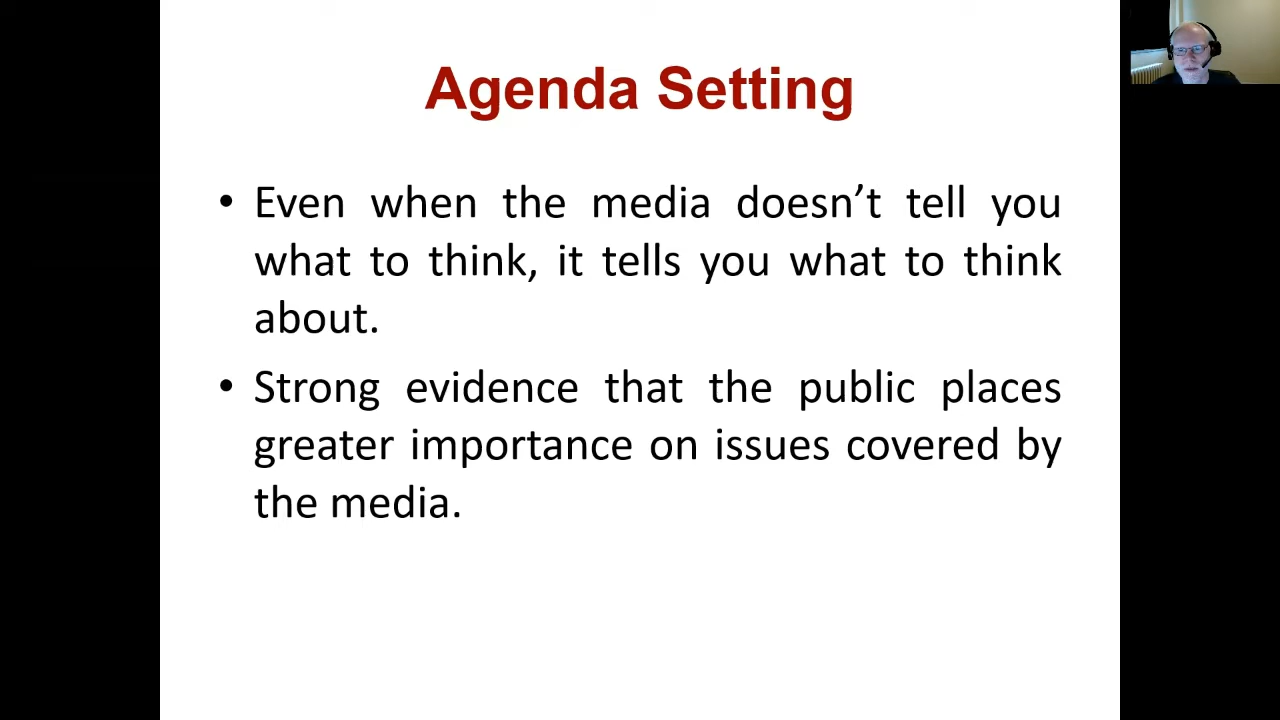 Agenda Setting
• Even when the media doesn’t tell you
what to think, it tells you what to think
about.
• Strong evidence that the public places
greater importance on issues covered by
the media.